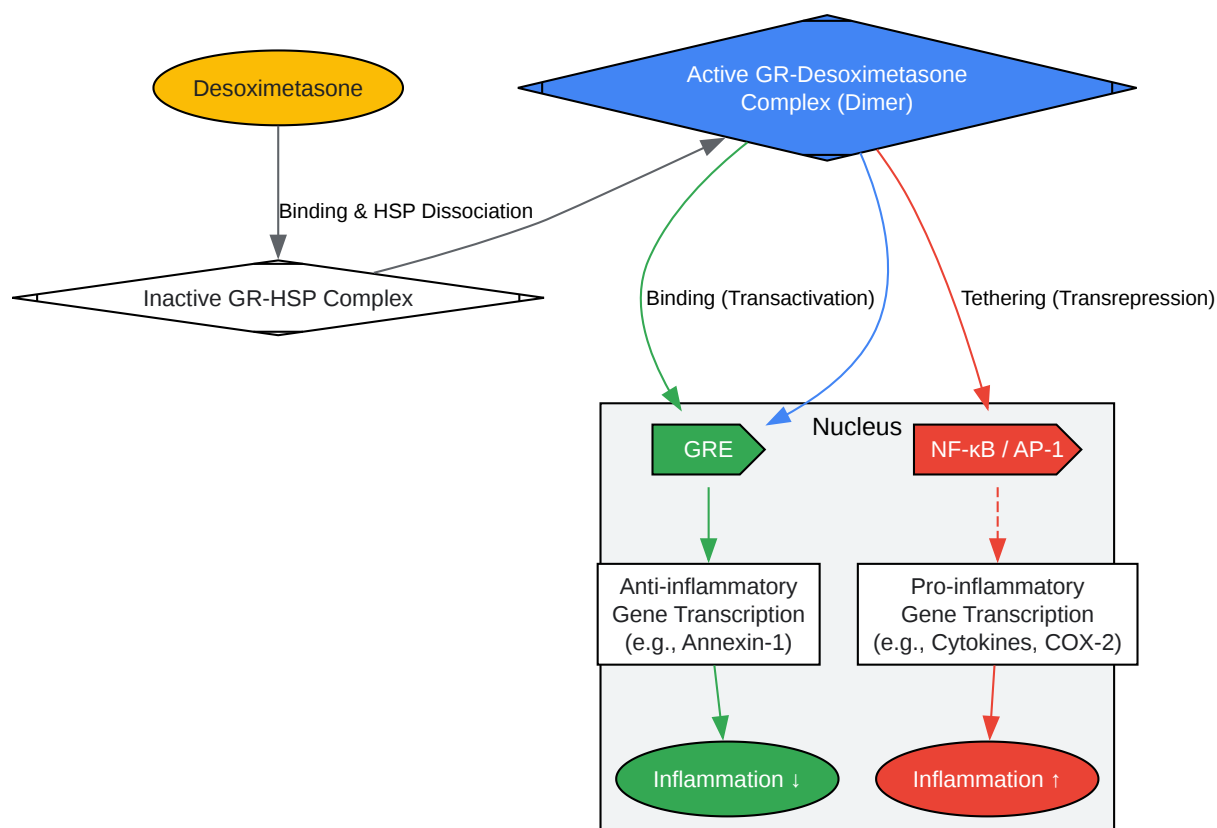 Desoximetasone
Active GR-Desoximetasone
Complex (Dimer)
Binding & HSP Dissociation
Inactive GR-HSP Complex
Binding (Transactivation)
Tethering (Transrepression)
Nucleus
GRE
NF-κB / AP-1
Anti-inflammatory
Gene Transcription
(e.g., Annexin-1)
Pro-inflammatory
Gene Transcription
(e.g., Cytokines, COX-2)
Inflammation ↓
Inflammation ↑